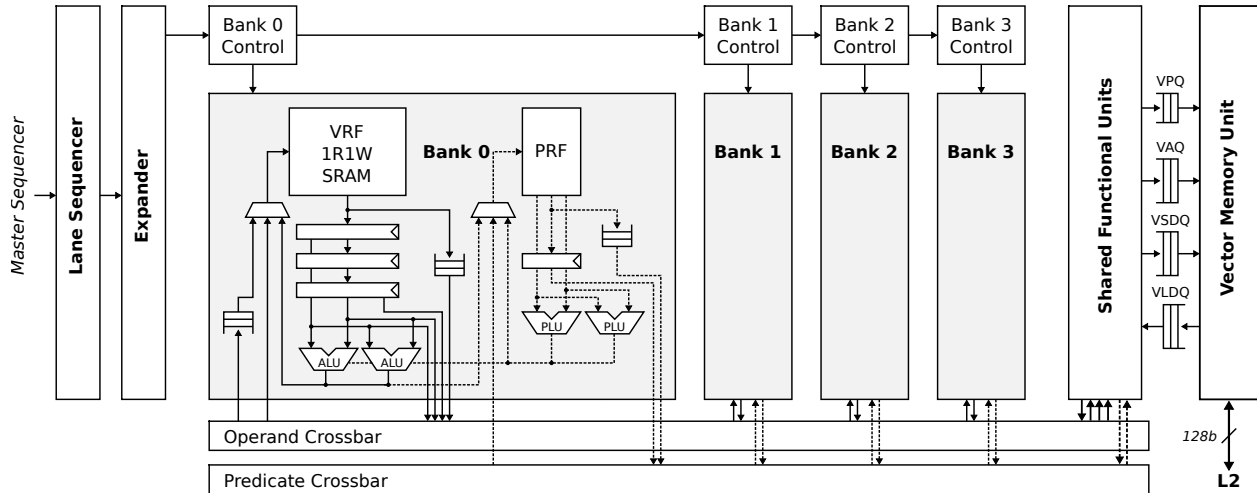 Bank 0
Control
Bank 1
Control
Bank 2
Control
Bank 3
Control
Master Sequencer
Lane Sequencer
Expander
VRF
1R1W
SRAM
Bank 0
PRF
Bank 1
Bank 2
Bank 3
Shared Functional Units
VPQ
VAQ
VSDQ
VLDQ
Vector Memory Unit
ALU
ALU
PLU
PLU
Operand Crossbar
Predicate Crossbar
128b
L2